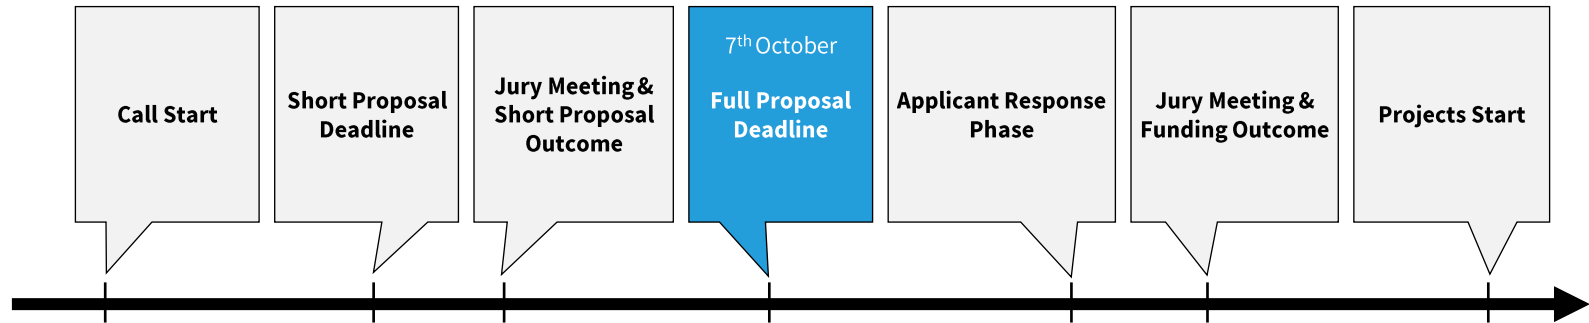 Call Start
Short Proposal
Deadline
Jury Meeting &
Short Proposal
Outcome
7th October
Full Proposal
Deadline
Applicant Response
Phase
Jury Meeting &
Funding Outcome
Projects Start